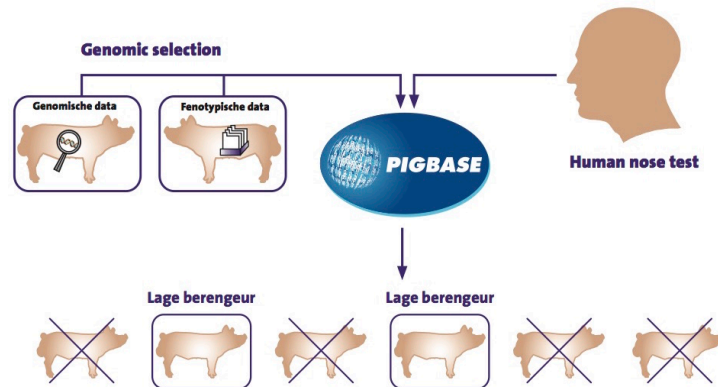 Genomic selection
Genomische data
Fenotypische data
PIGBASE
Human nose test
Lage berengeur
Lage berengeur